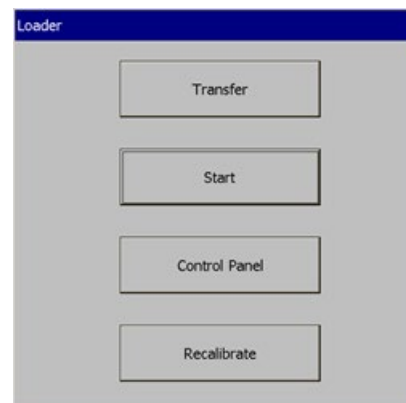 Loader
Transfer
Start
Control Panel
Recalibrate